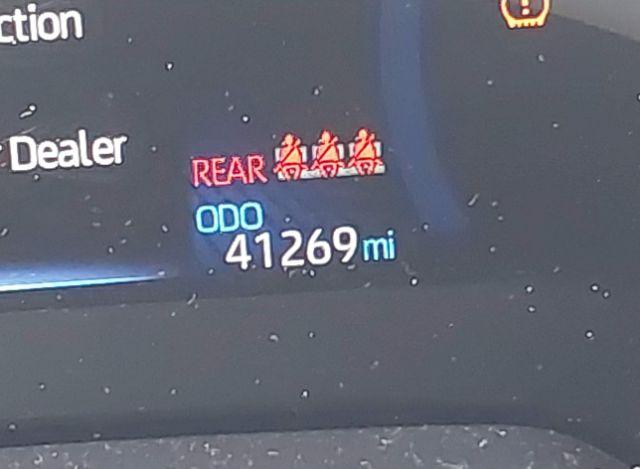 ction
Dealer
REAR
ODO
41269 mi